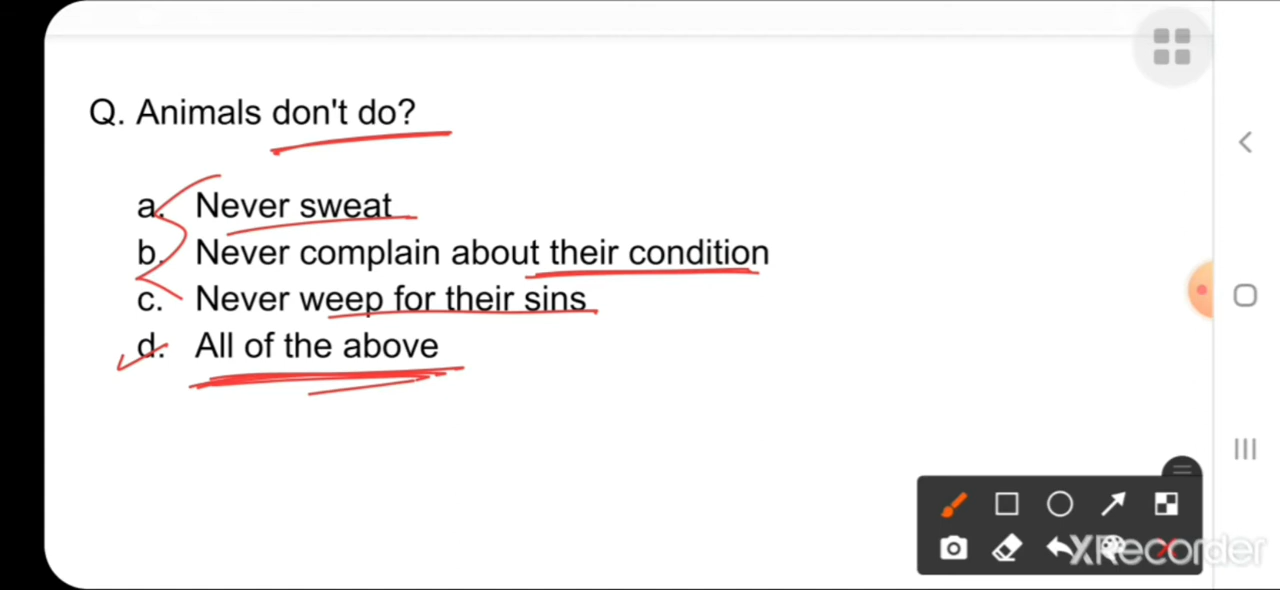 Q. Animals don't do?
a. Never sweat
b. Never complain about their condition
c. Never weep for their sins
d. All of the above
XRecorder